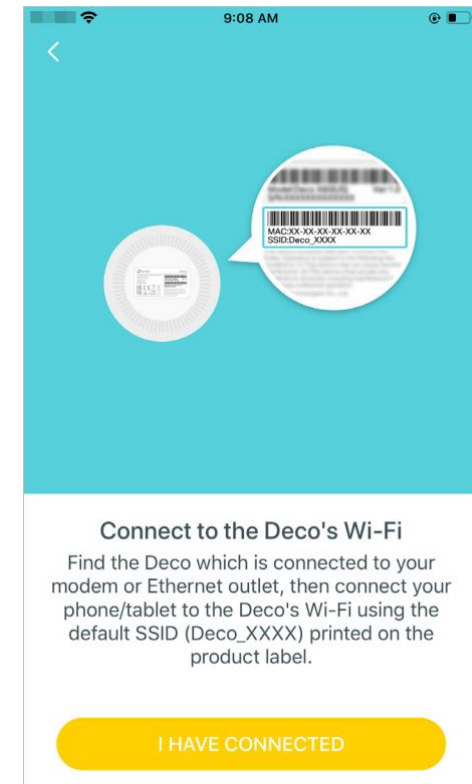 9:08 AM
MAC:XX-XX-XX-XX-XX-XX
SSID:Deco_XXXX
Connect to the Deco's Wi-Fi
Find the Deco which is connected to your
modem or Ethernet outlet, then connect your
phone/tablet to the Deco's Wi-Fi using the
default SSID (Deco_XXXX) printed on the
product label.
I HAVE CONNECTED